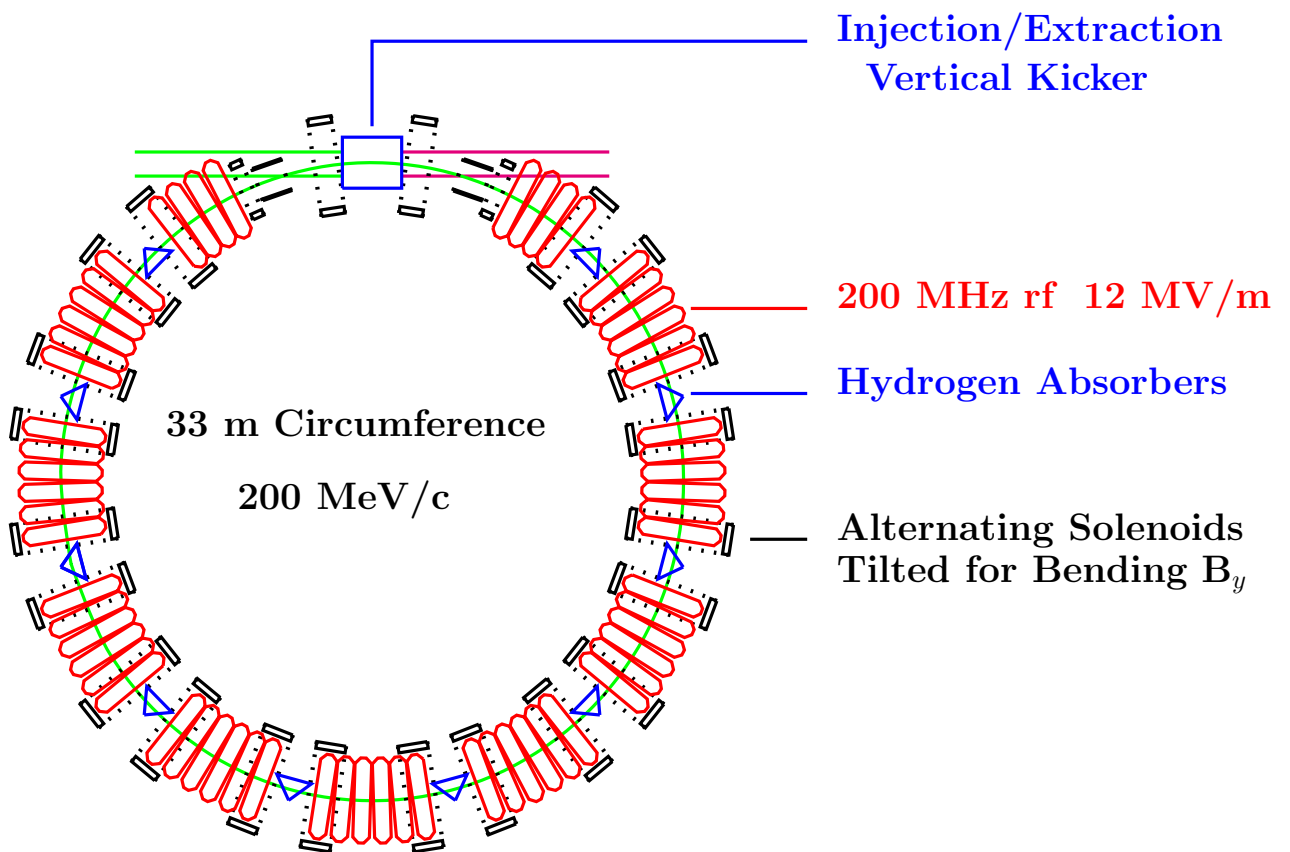 Injection/Extraction
Vertical Kicker
200 MHz rf 12 MV/m
Hydrogen Absorbers
33 m Circumference
200 MeV/c
Alternating Solenoids
Tilted for Bending B_y